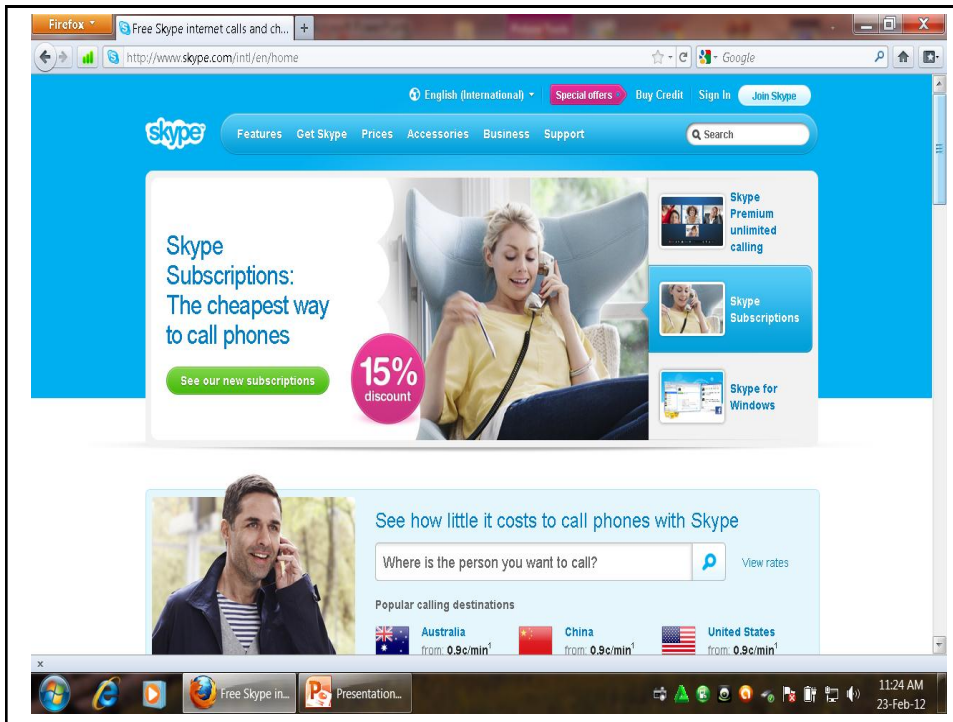 Firefox
Free Skype internet calls and ch...
http://www.skype.com/intl/en/home
Google
English (International)
Special offers
Buy Credit
Sign In
Join Skype
skype
Features Get Skype Prices Accessories Business Support
Search
Skype
Subscriptions:
The cheapest way
to call phones
See our new subscriptions
15%
discount
Skype
Premium
unlimited
calling
Skype
Subscriptions
Skype for
Windows
See how little it costs to call phones with Skype
Where is the person you want to call?
View rates
Popular calling destinations
Australia
from: 0.9c/min¹
China
from: 0.9c/min¹
United States
from: 0.9c/min¹
x
Free Skype in...
Presentation...
11:24 AM
23-Feb-12